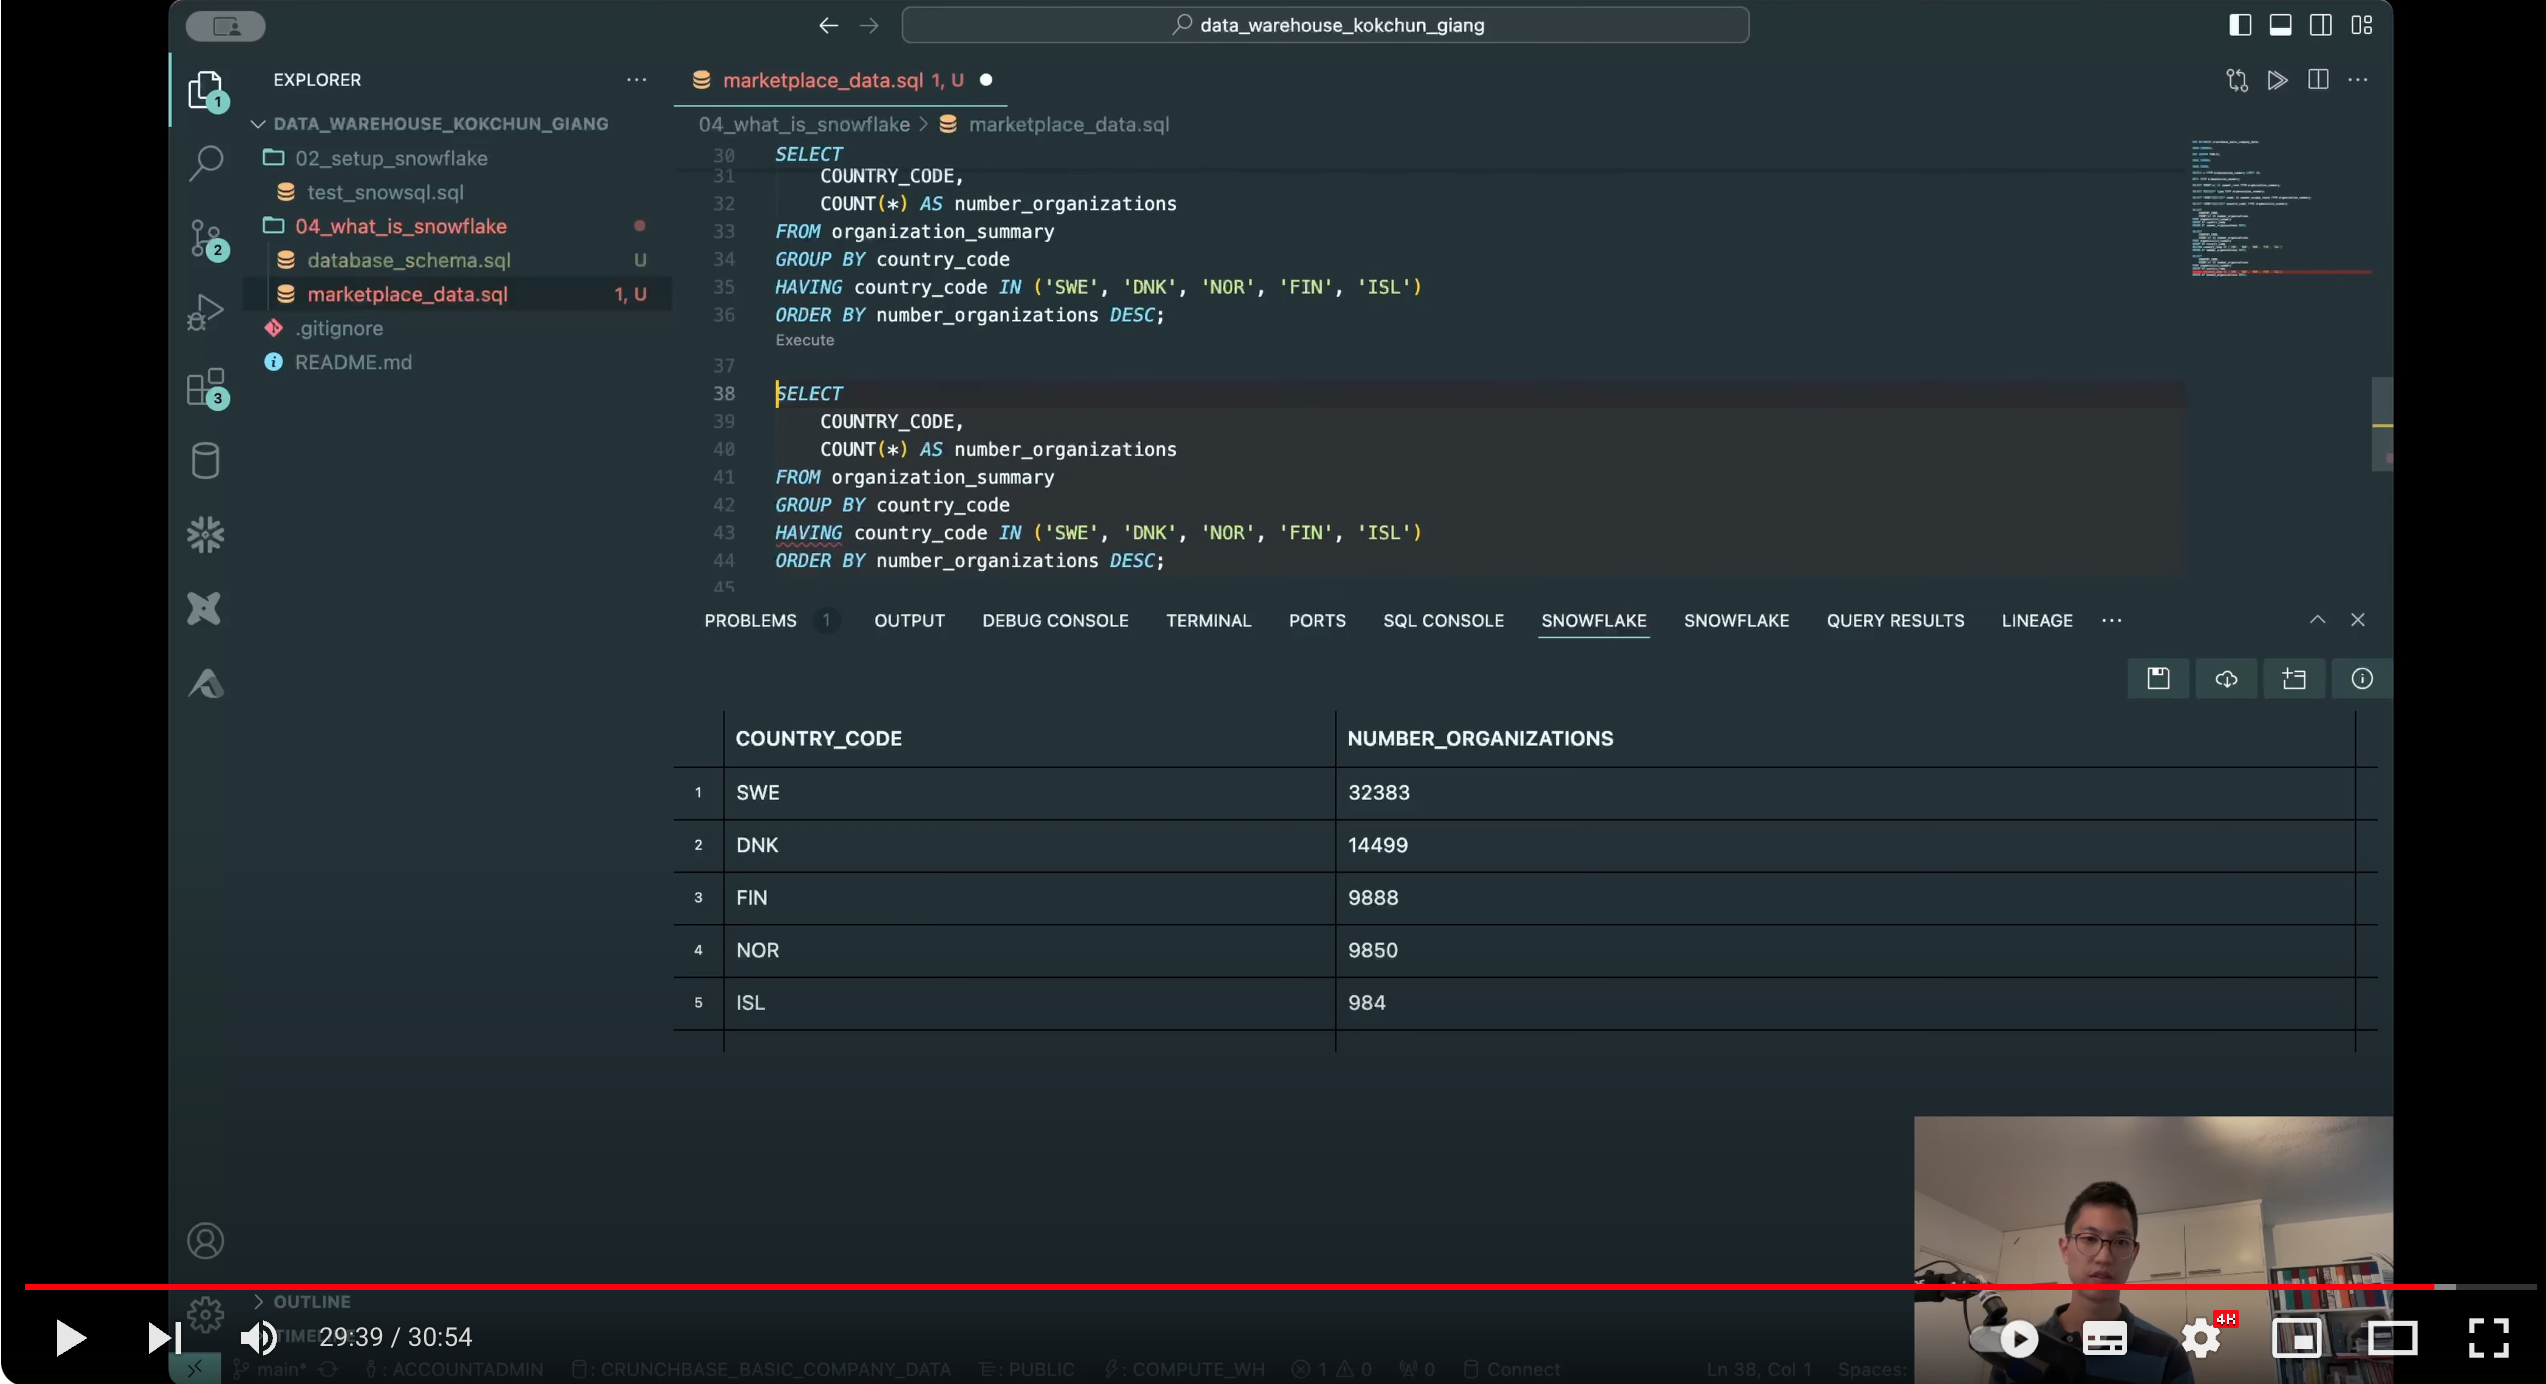 data_warehouse_kokchun_giang
EXPLORER
DATA_WAREHOUSE_KOKCHUN_GIANG
02_setup_snowflake
test_snowsql.sql
04_what_is_snowflake
database_schema.sql U
marketplace_data.sql 1, U
.gitignore
README.md
1
2
3
marketplace_data.sql 1, U
04_what_is_snowflake > marketplace_data.sql
30 SELECT
31 COUNTRY_CODE,
32 COUNT(*) AS number_organizations
33 FROM organization_summary
34 GROUP BY country_code
35 HAVING country_code IN ('SWE', 'DNK', 'NOR', 'FIN', 'ISL')
36 ORDER BY number_organizations DESC;
Execute
37
38 SELECT
39 COUNTRY_CODE,
40 COUNT(*) AS number_organizations
41 FROM organization_summary
42 GROUP BY country_code
43 HAVING country_code IN ('SWE', 'DNK', 'NOR', 'FIN', 'ISL')
44 ORDER BY number_organizations DESC;
45
PROBLEMS 1 OUTPUT DEBUG CONSOLE TERMINAL PORTS SQL CONSOLE SNOWFLAKE SNOWFLAKE QUERY RESULTS LINEAGE
COUNTRY_CODE NUMBER_ORGANIZATIONS
1 SWE 32383
2 DNK 14499
3 FIN 9888
4 NOR 9850
5 ISL 984
OUTLINE
TIMELINE
29:39 / 30:54
4K
main* : ACCOUNTADMIN : CRUNCHBASE_BASIC_COMPANY_DATA : PUBLIC : COMPUTE_WH 1 0 0 Connect Ln 38, Col 1 Spaces: